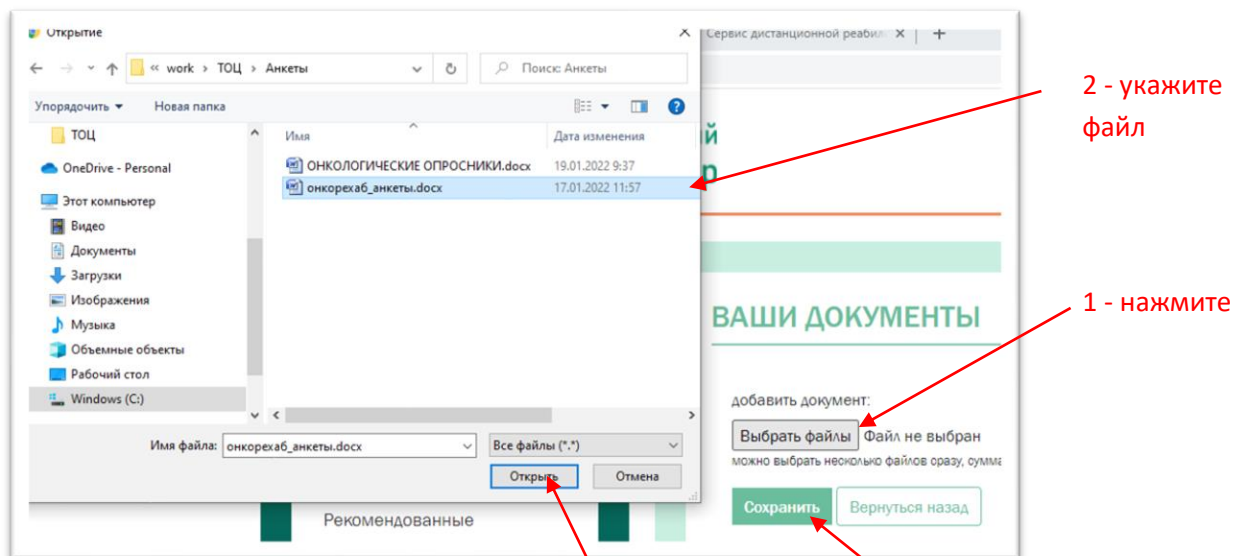 Открытие
« work › ТОЦ › Анкеты
Поиск: Анкеты
Упорядочить
Новая папка
Имя
Дата изменения
ТОЦ
OneDrive - Personal
Этот компьютер
Видео
Документы
Загрузки
Изображения
Музыка
Объемные объекты
Рабочий стол
Windows (C:)
ОНКОЛОГИЧЕСКИЕ ОПРОСНИКИ.docx 19.01.2022 9:37
онкорехаб_анкеты.docx 17.01.2022 11:57
Имя файла: онкорехаб_анкеты.docx
Все файлы (*.*)
Открыть
Отмена
Рекомендованные
Сервис дистанционной реабил
й
р
ВАШИ ДОКУМЕНТЫ
добавить документ:
Выбрать файлы Файл не выбран
можно выбрать несколько файлов сразу, сумма
Сохранить
Вернуться назад
2 - укажите
файл
1 - нажмите